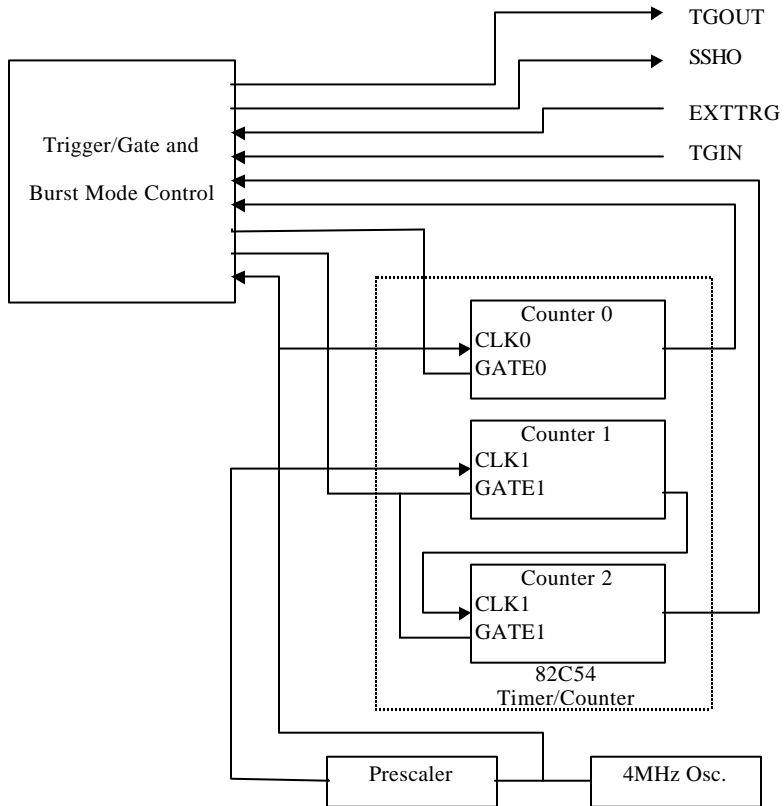 TGOUT
SSHO
EXTTRG
TGIN
Trigger/Gate and
Burst Mode Control
Counter 0
CLK0
GATE0
Counter 1
CLK1
GATE1
Counter 2
CLK1
GATE1
82C54
Timer/Counter
Prescaler
4MHz Osc.